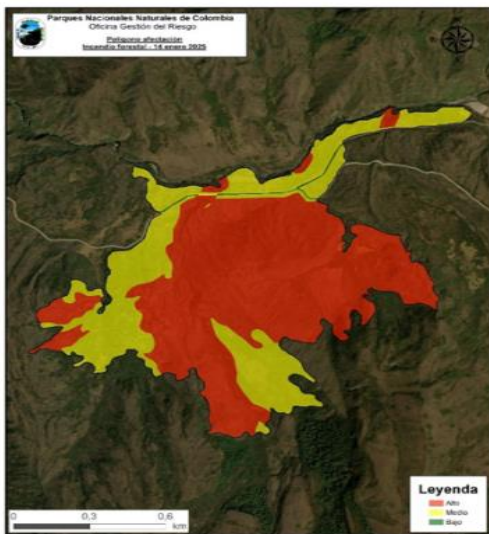 Parques Nacionales Naturales de Colombia
Oficina Gestión del Riesgo
Polígono afectación
Incendio forestal - 14 enero 2025
Leyenda
Alto
Medio
Bajo
0 0,3 0,6
km